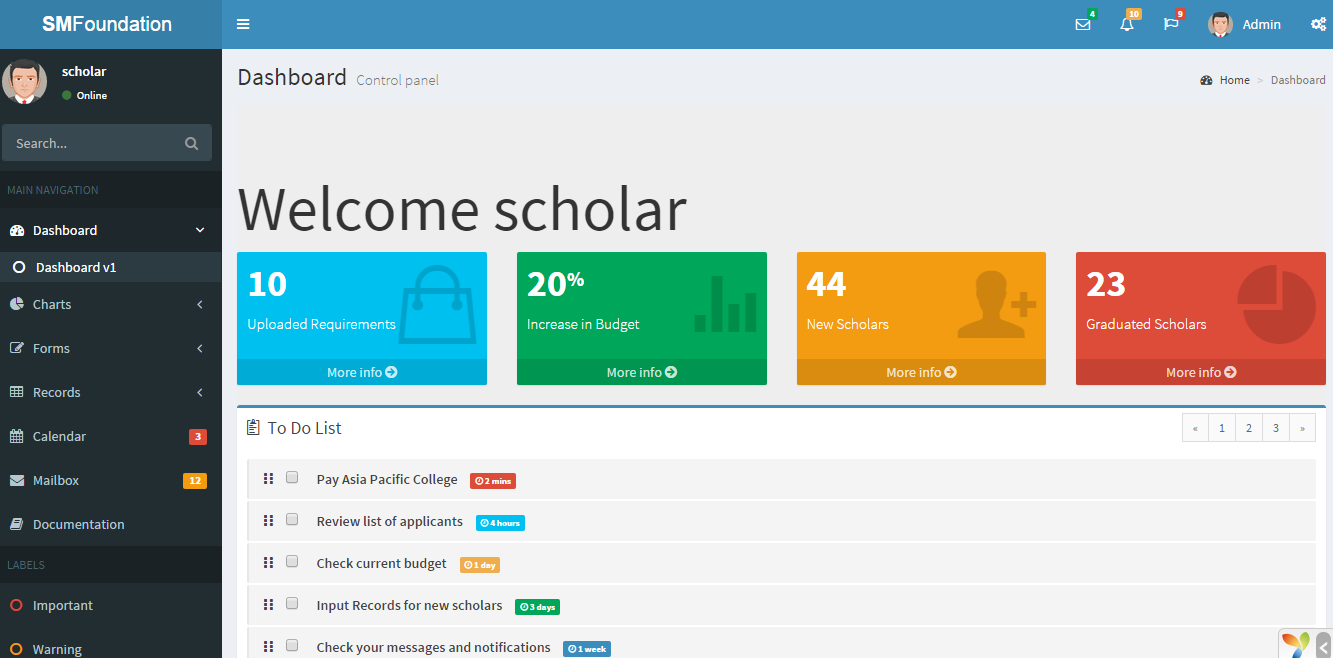 SMFoundation
4
10
9
Admin
scholar
Online
Search...
MAIN NAVIGATION
Dashboard
Dashboard v1
Charts
Forms
Records
Calendar 3
Mailbox 12
Documentation
LABELS
Important
Warning
Dashboard Control panel
Home > Dashboard
Welcome scholar
10
Uploaded Requirements
More info
20%
Increase in Budget
More info
44
New Scholars
More info
23
Graduated Scholars
More info
To Do List
« 1 2 3 »
Pay Asia Pacific College 2 mins
Review list of applicants 4 hours
Check current budget 1 day
Input Records for new scholars 3 days
Check your messages and notifications 1 week